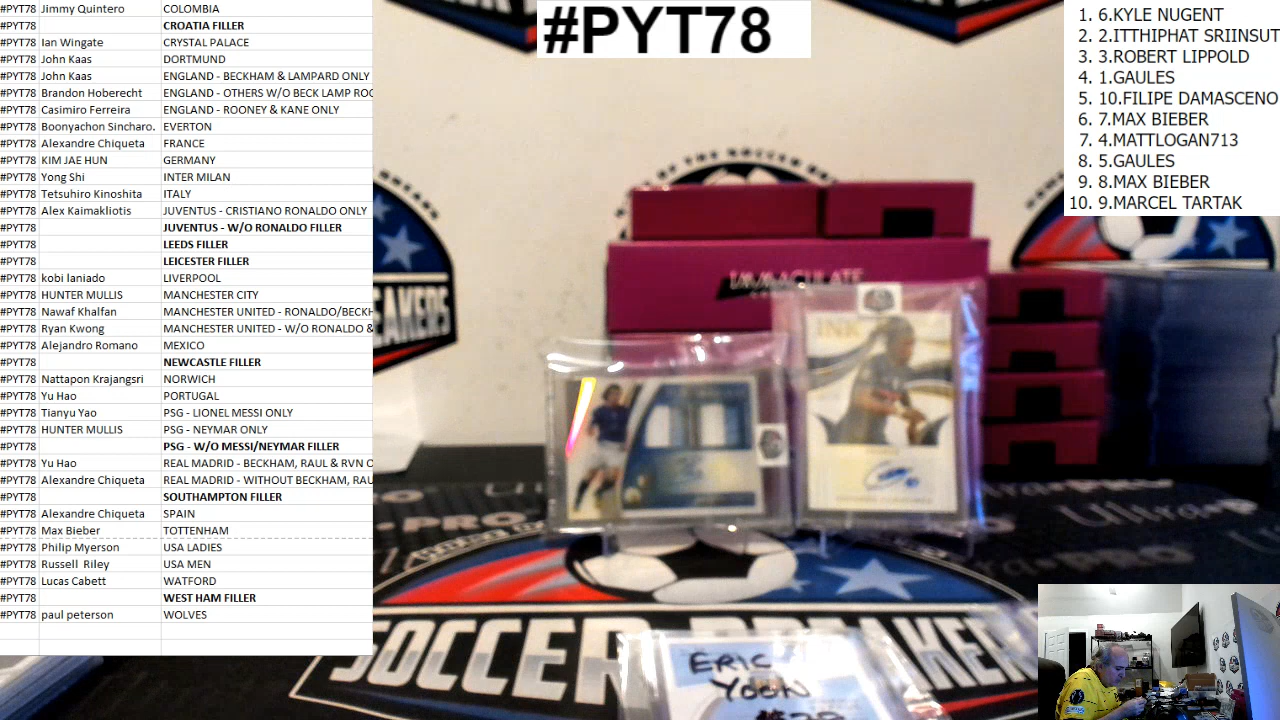 #PYT78 Jimmy Quintero COLOMBIA
#PYT78 CROATIA FILLER
#PYT78 Ian Wingate CRYSTAL PALACE
#PYT78 John Kaas DORTMUND
#PYT78 John Kaas ENGLAND - BECKHAM & LAMPARD ONLY
#PYT78 Brandon Hoberecht ENGLAND - OTHERS W/O BECK LAMP ROO
#PYT78 Casimiro Ferreira ENGLAND - ROONEY & KANE ONLY
#PYT78 Boonyachon Sincharo. EVERTON
#PYT78 Alexandre Chiqueta FRANCE
#PYT78 KIM JAE HUN GERMANY
#PYT78 Yong Shi INTER MILAN
#PYT78 Tetsuhiro Kinoshita ITALY
#PYT78 Alex Kaimakliotis JUVENTUS - CRISTIANO RONALDO ONLY
#PYT78 JUVENTUS - W/O RONALDO FILLER
#PYT78 LEEDS FILLER
#PYT78 LEICESTER FILLER
#PYT78 kobi laniado LIVERPOOL
#PYT78 HUNTER MULLIS MANCHESTER CITY
#PYT78 Nawaf Khalfan MANCHESTER UNITED - RONALDO/BECKH
#PYT78 Ryan Kwong MANCHESTER UNITED - W/O RONALDO &
#PYT78 Alejandro Romano MEXICO
#PYT78 NEWCASTLE FILLER
#PYT78 Nattapon Krajangsri NORWICH
#PYT78 Yu Hao PORTUGAL
#PYT78 Tianyu Yao PSG - LIONEL MESSI ONLY
#PYT78 HUNTER MULLIS PSG - NEYMAR ONLY
#PYT78 PSG - W/O MESSI/NEYMAR FILLER
#PYT78 Yu Hao REAL MADRID - BECKHAM, RAUL & RVN O
#PYT78 Alexandre Chiqueta REAL MADRID - WITHOUT BECKHAM, RAU
#PYT78 SOUTHAMPTON FILLER
#PYT78 Alexandre Chiqueta SPAIN
#PYT78 Max Bieber TOTTENHAM
#PYT78 Philip Myerson USA LADIES
#PYT78 Russell Riley USA MEN
#PYT78 Lucas Cabett WATFORD
#PYT78 WEST HAM FILLER
#PYT78 paul peterson WOLVES
#PYT78
1. 6.KYLE NUGENT
2. 2.ITTHIPHAT SRIINSUT
3. 3.ROBERT LIPPOLD
4. 1.GAULES
5. 10.FILIPE DAMASCENO
6. 7.MAX BIEBER
7. 4.MATTLOGAN713
8. 5.GAULES
9. 8.MAX BIEBER
10. 9.MARCEL TARTAK
IMMACULATE
INK
SOCCER BREAKERS
ERIC
YOON